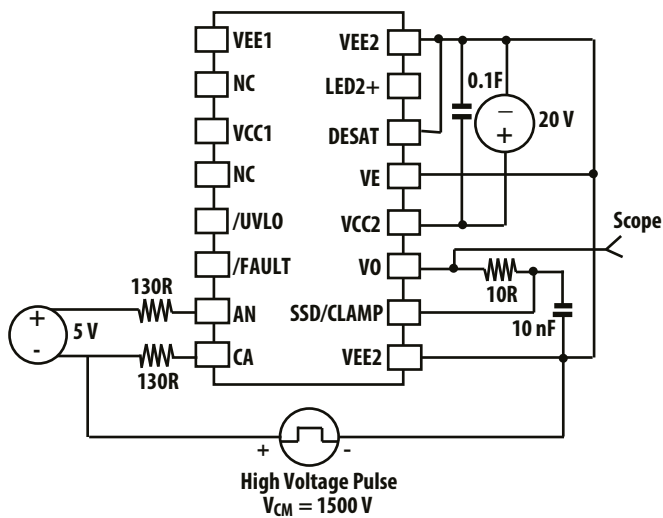 VEE1
VEE2
NC
LED2+
0.1F
VCC1
DESAT
–
+
20 V
NC
VE
/UVLO
VCC2
Scope
/FAULT
VO
130R
10R
+
5 V
-
AN
SSD/CLAMP
10 nF
130R
CA
VEE2
+
-
High Voltage Pulse
VCM = 1500 V